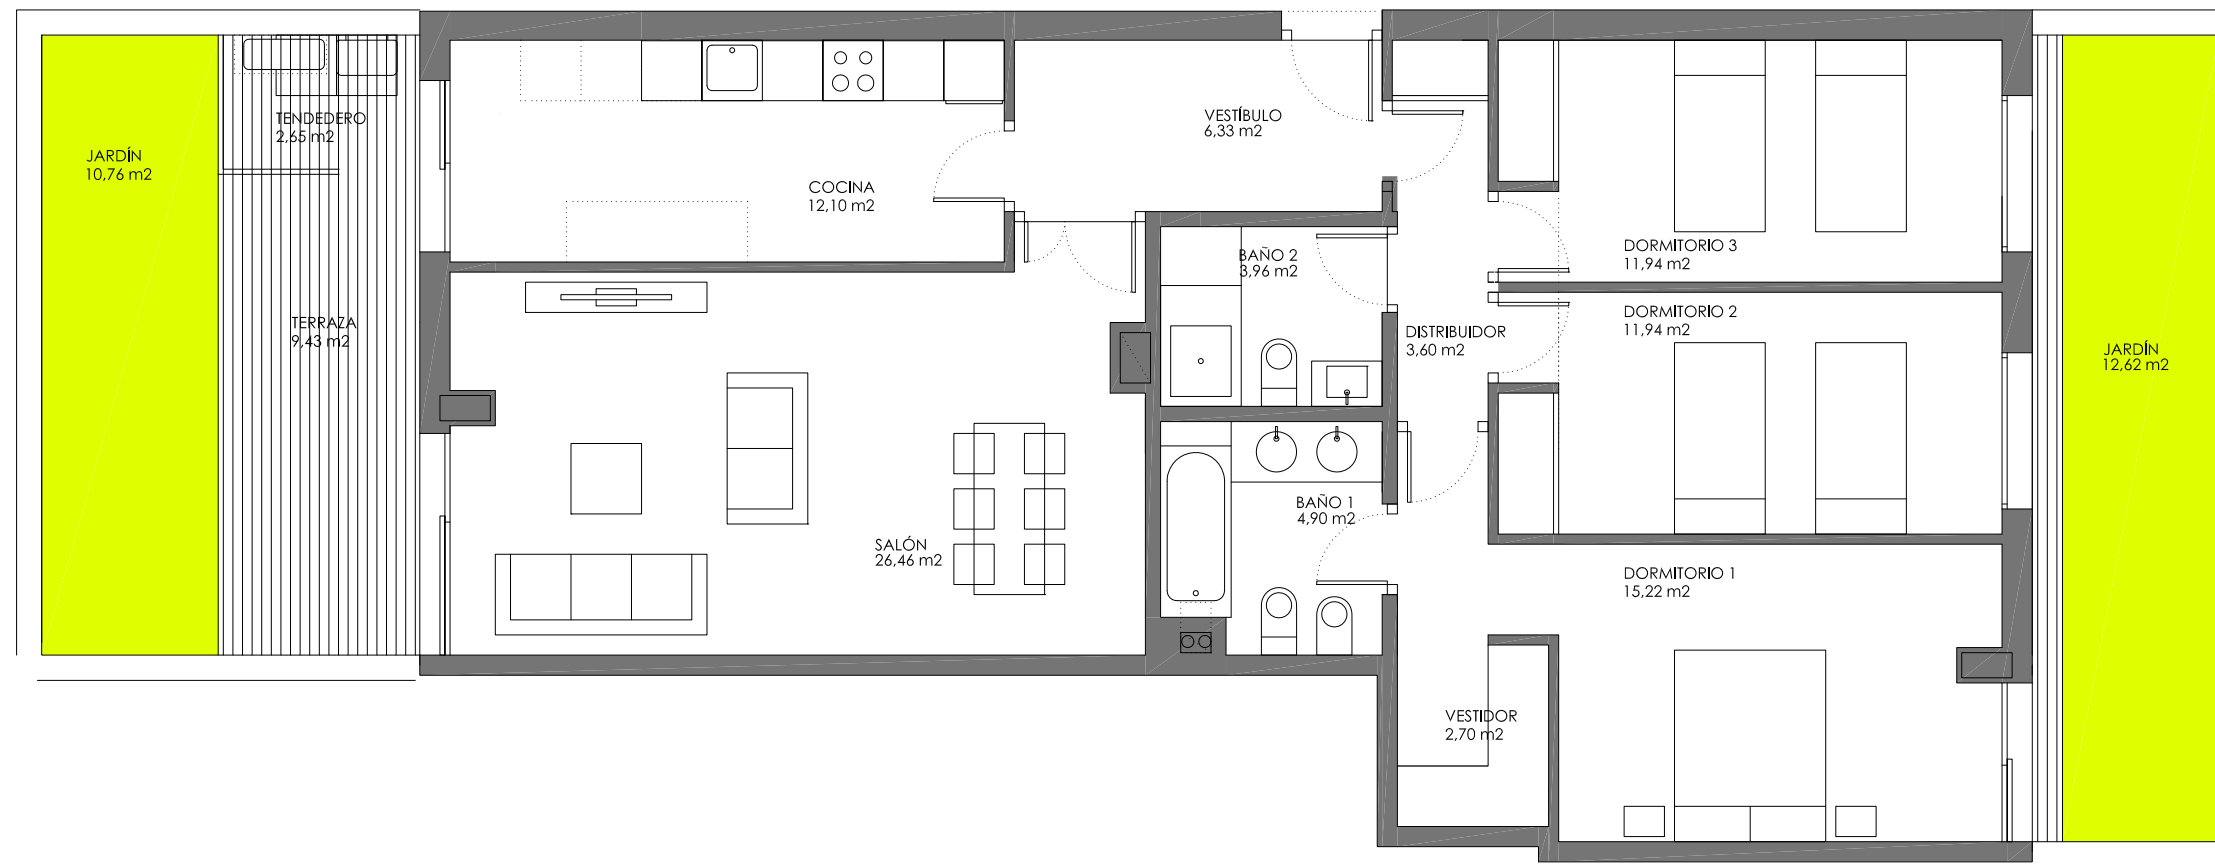 JARDÍN
10,76 m2
TENDEDERO
2,65 m2
TERRAZA
9,43 m2
COCINA
12,10 m2
VESTÍBULO
6,33 m2
SALÓN
26,46 m2
BAÑO 2
3,96 m2
BAÑO 1
4,90 m2
DISTRIBUIDOR
3,60 m2
DORMITORIO 3
11,94 m2
DORMITORIO 2
11,94 m2
DORMITORIO 1
15,22 m2
VESTIDOR
2,70 m2
JARDÍN
12,62 m2